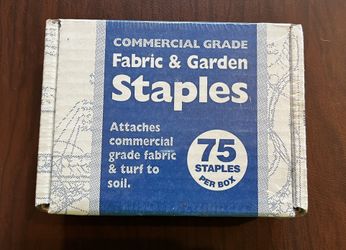 COMMERCIAL GRADE
Fabric & Garden
Staples
Attaches
commercial
grade fabric
& turf to
soil.
75
STAPLES
PER BOX